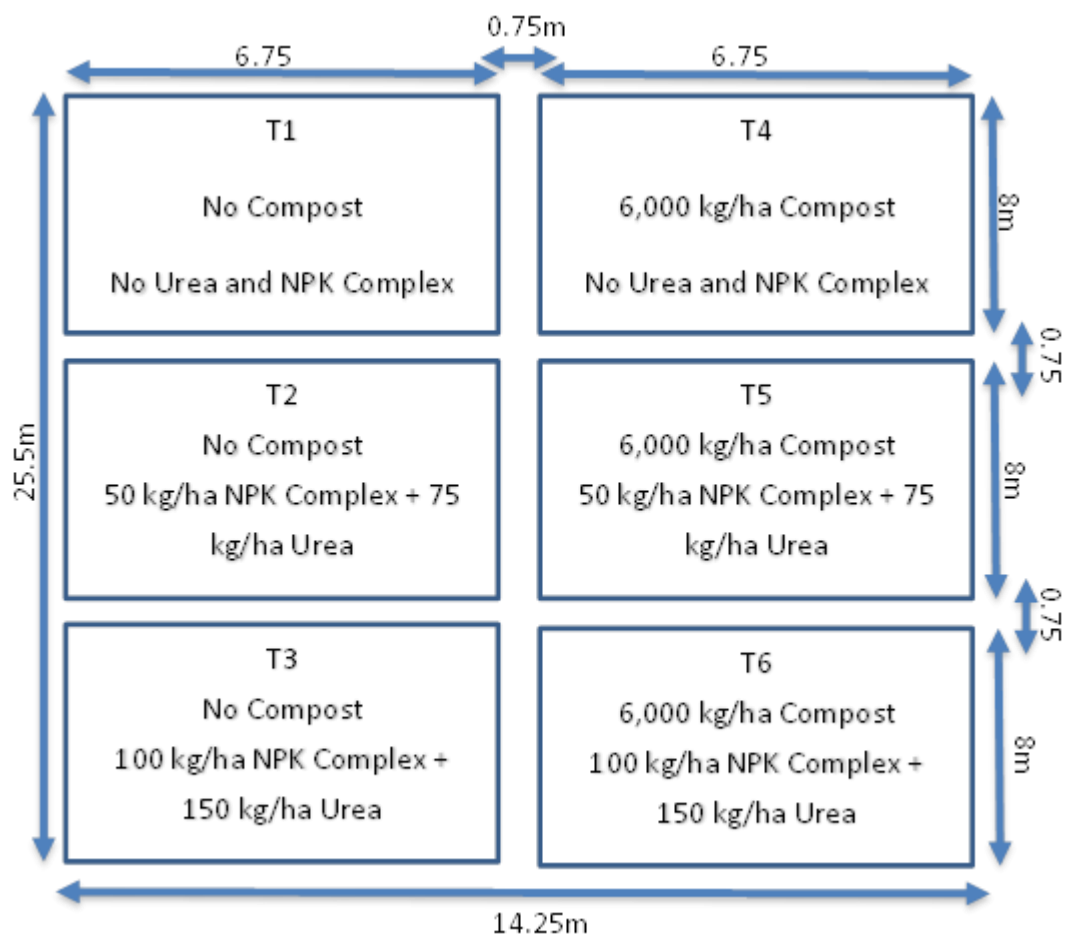 0.75m
6.75
6.75
T1
No Compost
No Urea and NPK Complex
T4
6,000 kg/ha Compost
No Urea and NPK Complex
8m
0.75
25.5m
T2
No Compost
50 kg/ha NPK Complex + 75
kg/ha Urea
T5
6,000 kg/ha Compost
50 kg/ha NPK Complex + 75
kg/ha Urea
8m
0.75
T3
No Compost
100 kg/ha NPK Complex +
150 kg/ha Urea
T6
6,000 kg/ha Compost
100 kg/ha NPK Complex +
150 kg/ha Urea
8m
14.25m